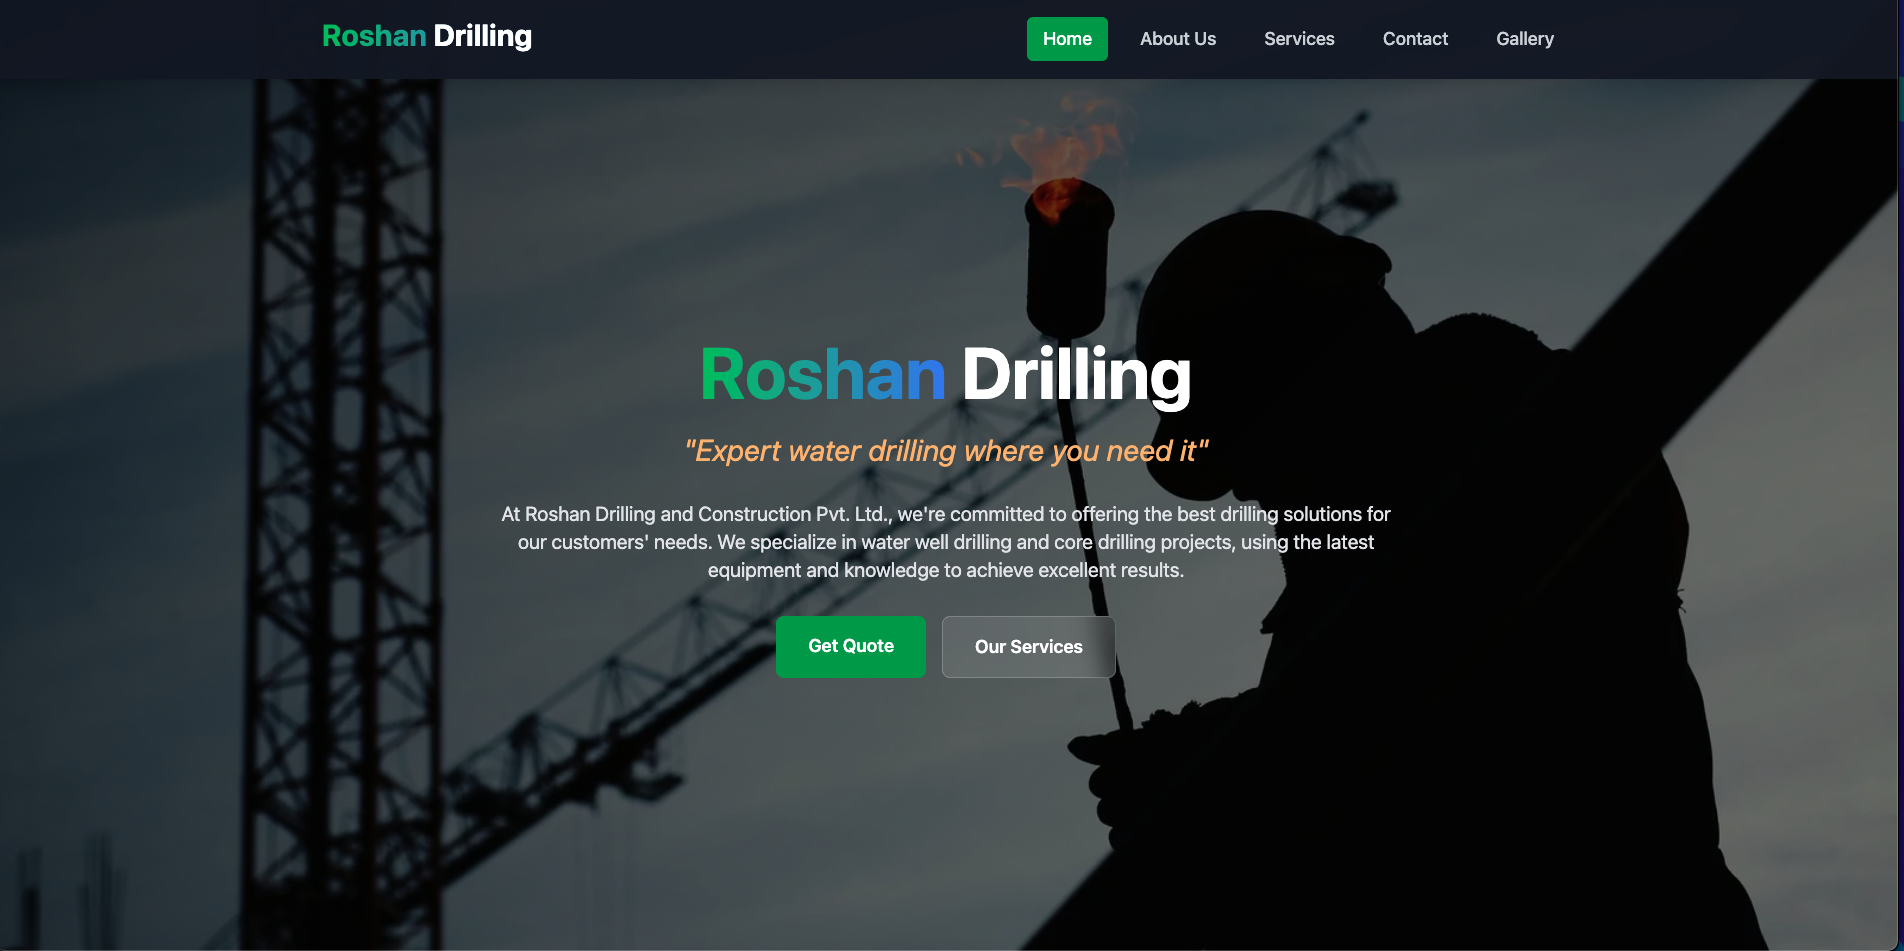 Roshan Drilling
Home
About Us
Services
Contact
Gallery
Roshan Drilling
"Expert water drilling where you need it"
At Roshan Drilling and Construction Pvt. Ltd., we're committed to offering the best drilling solutions for
our customers' needs. We specialize in water well drilling and core drilling projects, using the latest
equipment and knowledge to achieve excellent results.
Get Quote
Our Services